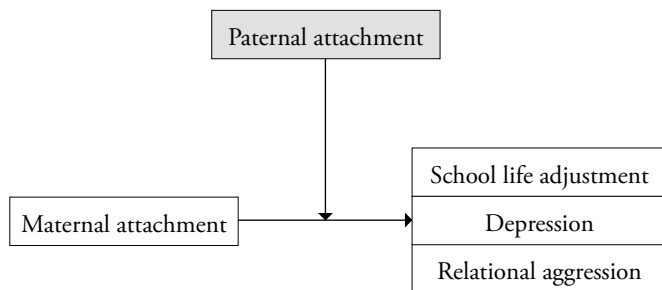 Paternal attachment
School life adjustment
Maternal attachment
Depression
Relational aggression